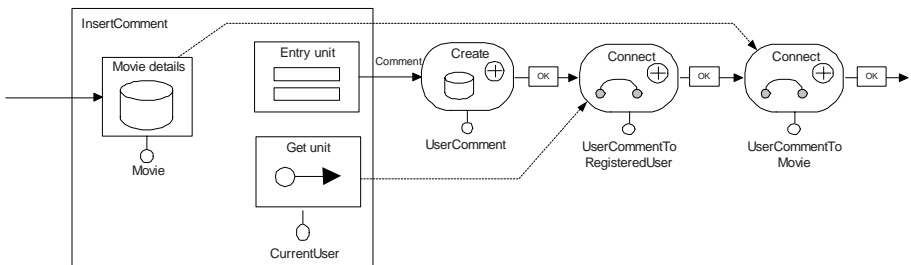 InsertComment
Movie details
Movie
Entry unit
Get unit
CurrentUser
Comment
Create
UserComment
OK
Connect
UserCommentTo
RegisteredUser
OK
Connect
UserCommentTo
Movie
OK